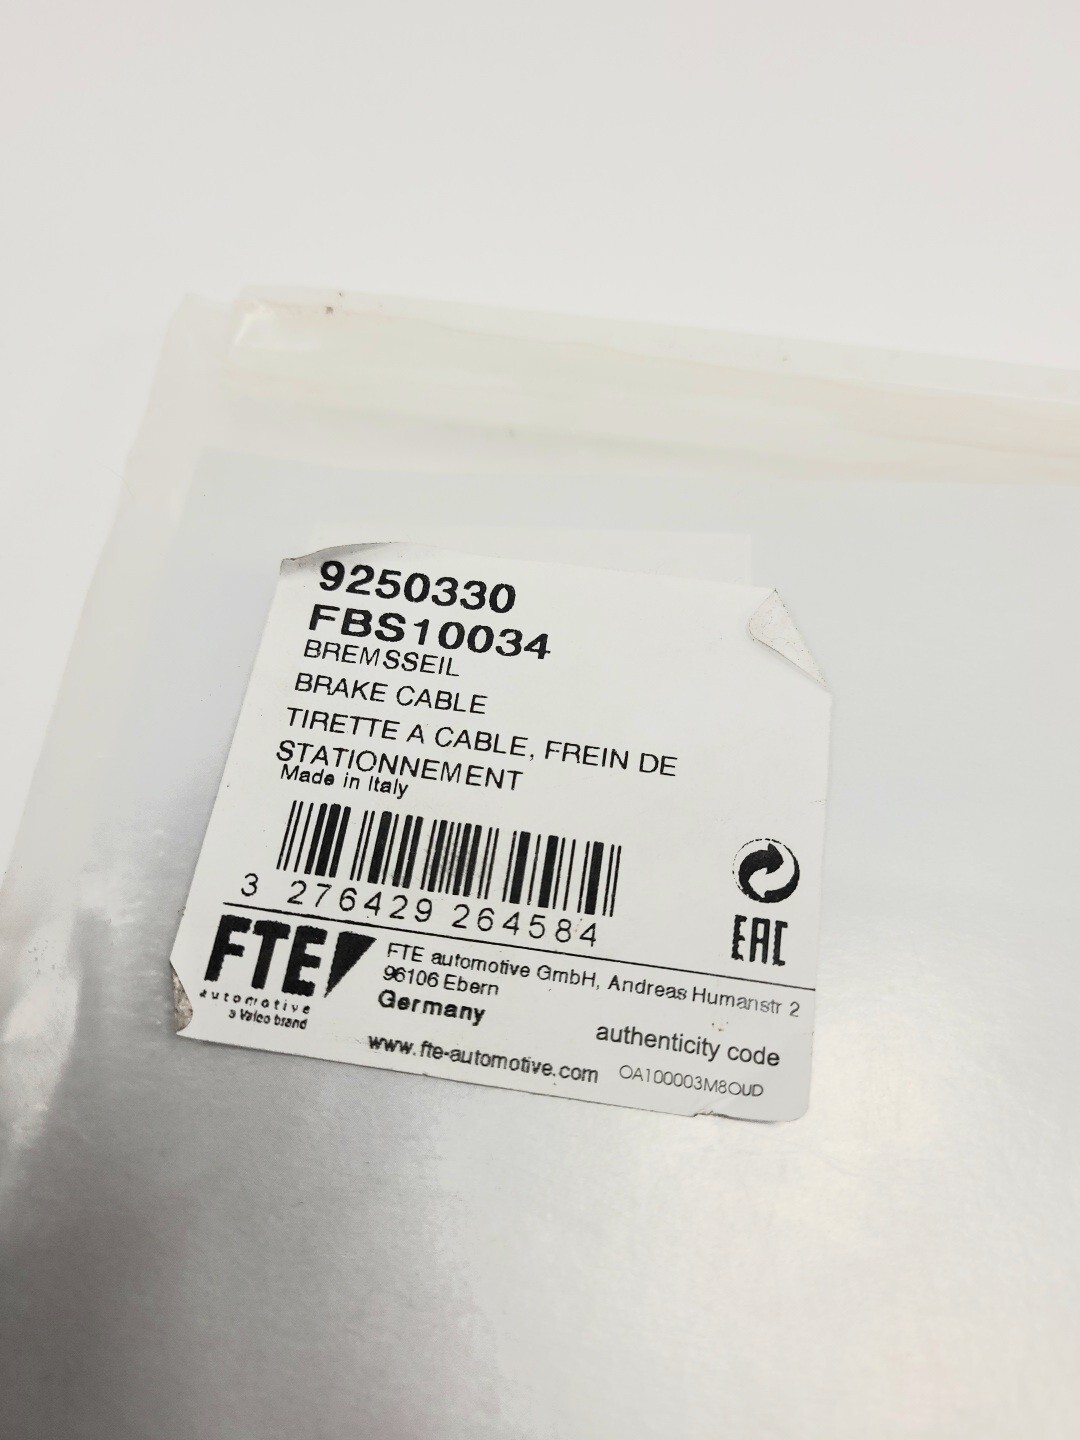 9250330
FBS10034
BREMSSEIL
BRAKE CABLE
TIRETTE A CABLE, FREIN DE
STATIONNEMENT
Made in Italy
3 276429 264584
EAC
FTE
automotive
a Valeo brand
FTE automotive GmbH, Andreas Humanstr 2
96106 Ebern
Germany
authenticity code
www.fte-automotive.com
OA100003M8OUD